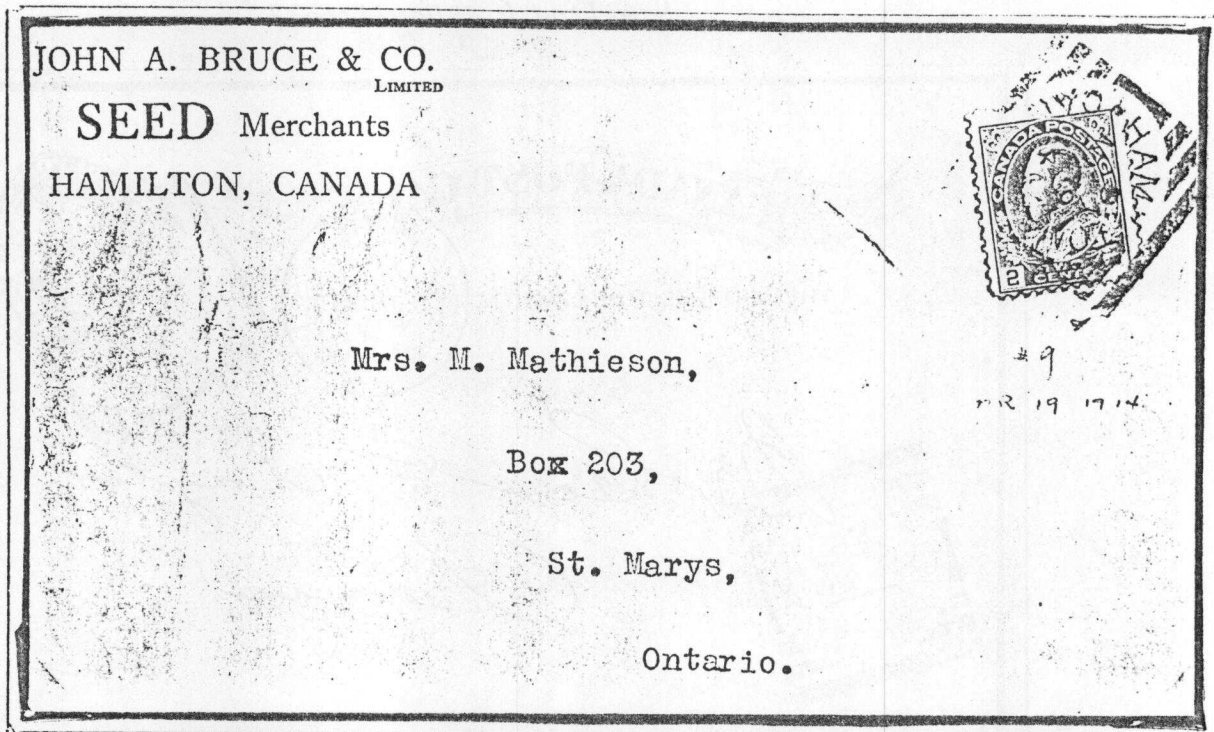 JOHN A. BRUCE & CO.
LIMITED
SEED Merchants
HAMILTON, CANADA
CANADA POSTAGE
2 CENTS
#9
Mrs. M. Mathieson,
Box 203,
St. Marys,
Ontario.